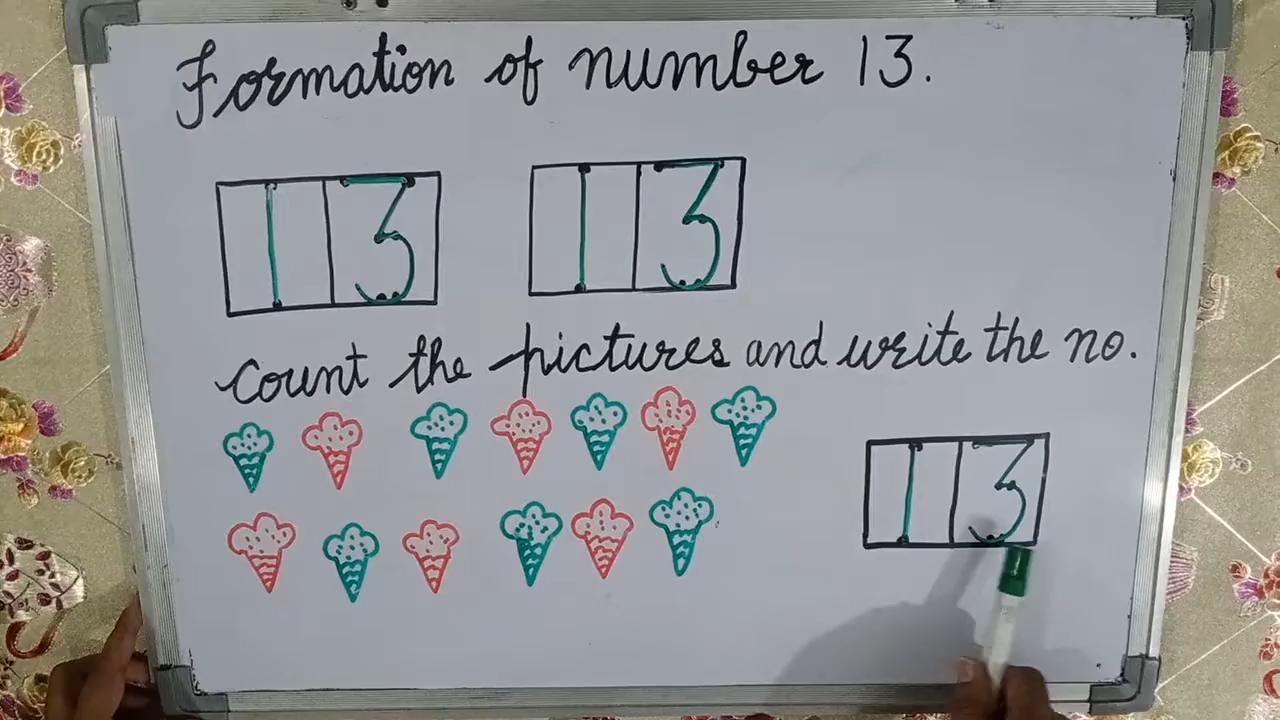 Formation of number 13.
13 13
count the pictures and write the no.
13